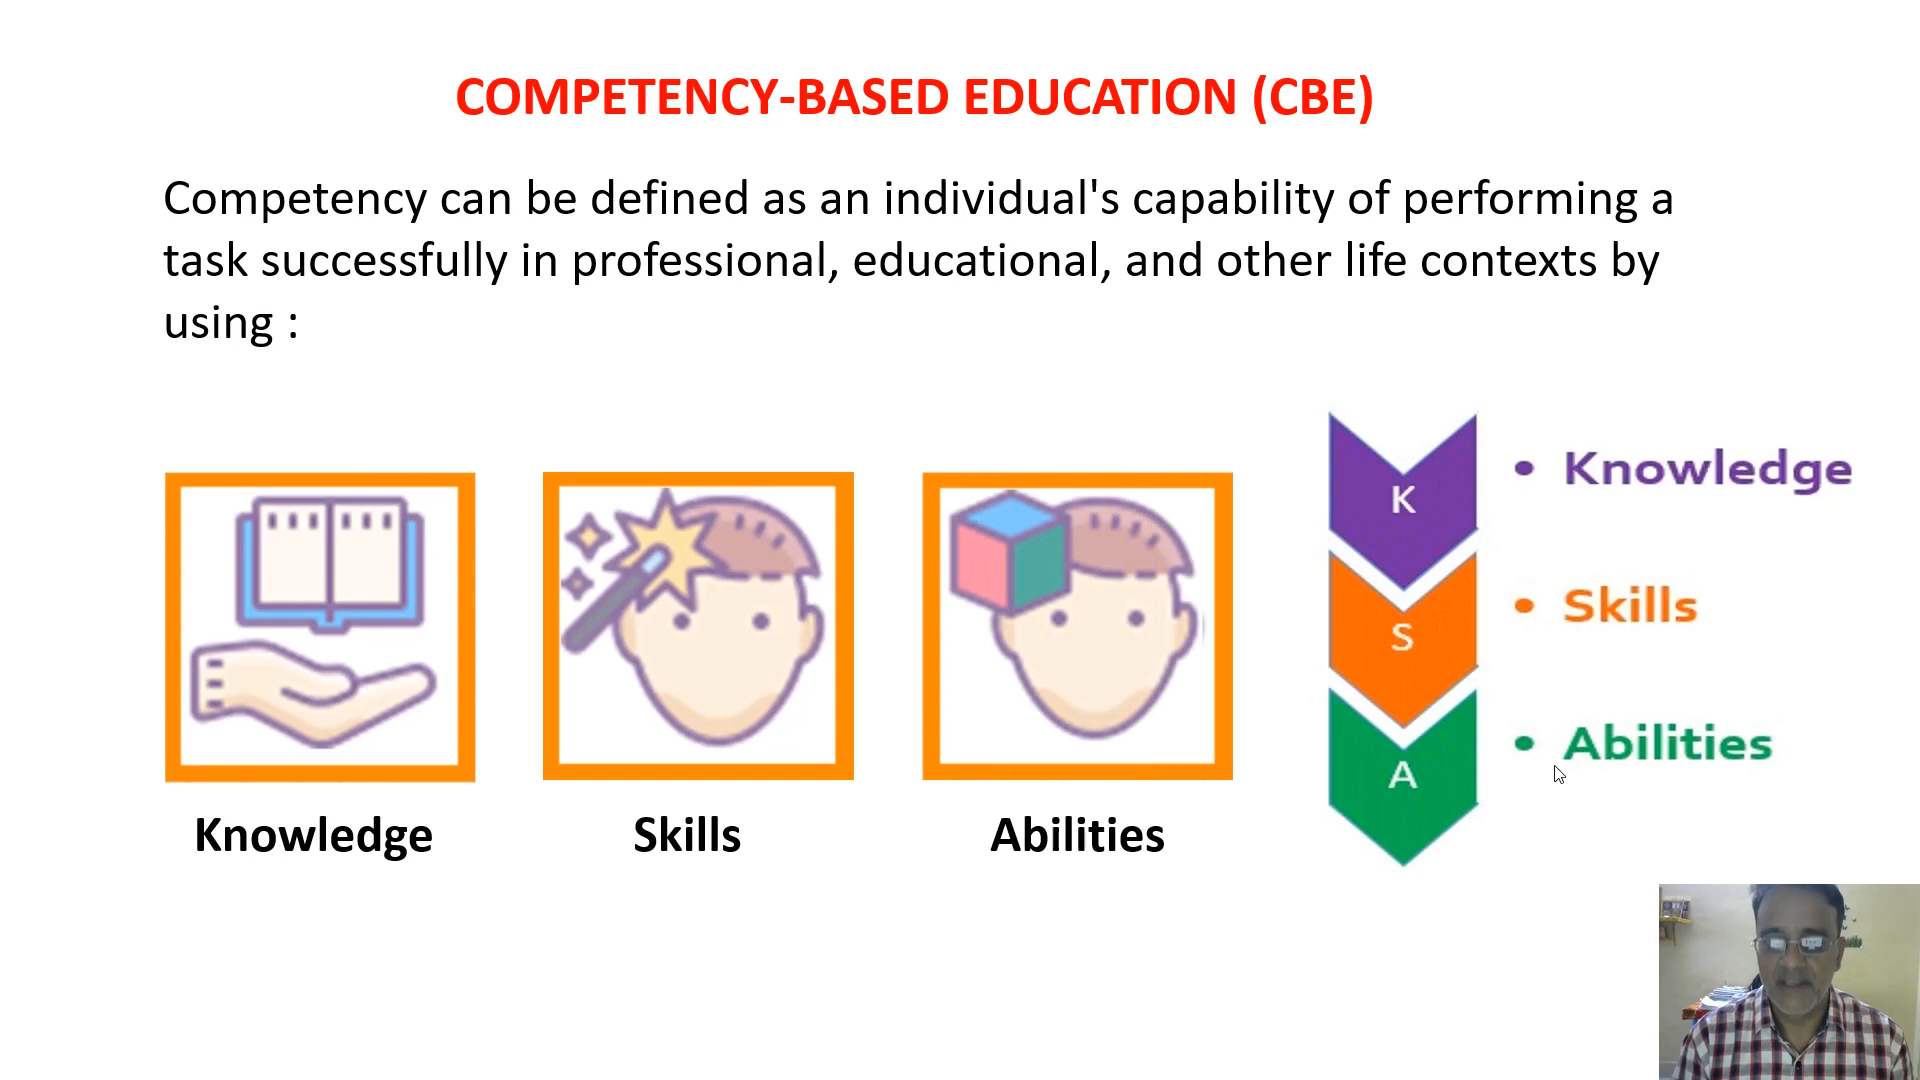 COMPETENCY-BASED EDUCATION (CBE)
Competency can be defined as an individual's capability of performing a
task successfully in professional, educational, and other life contexts by
using :
Knowledge
Skills
Abilities
K
• Knowledge
S
• Skills
A
• Abilities